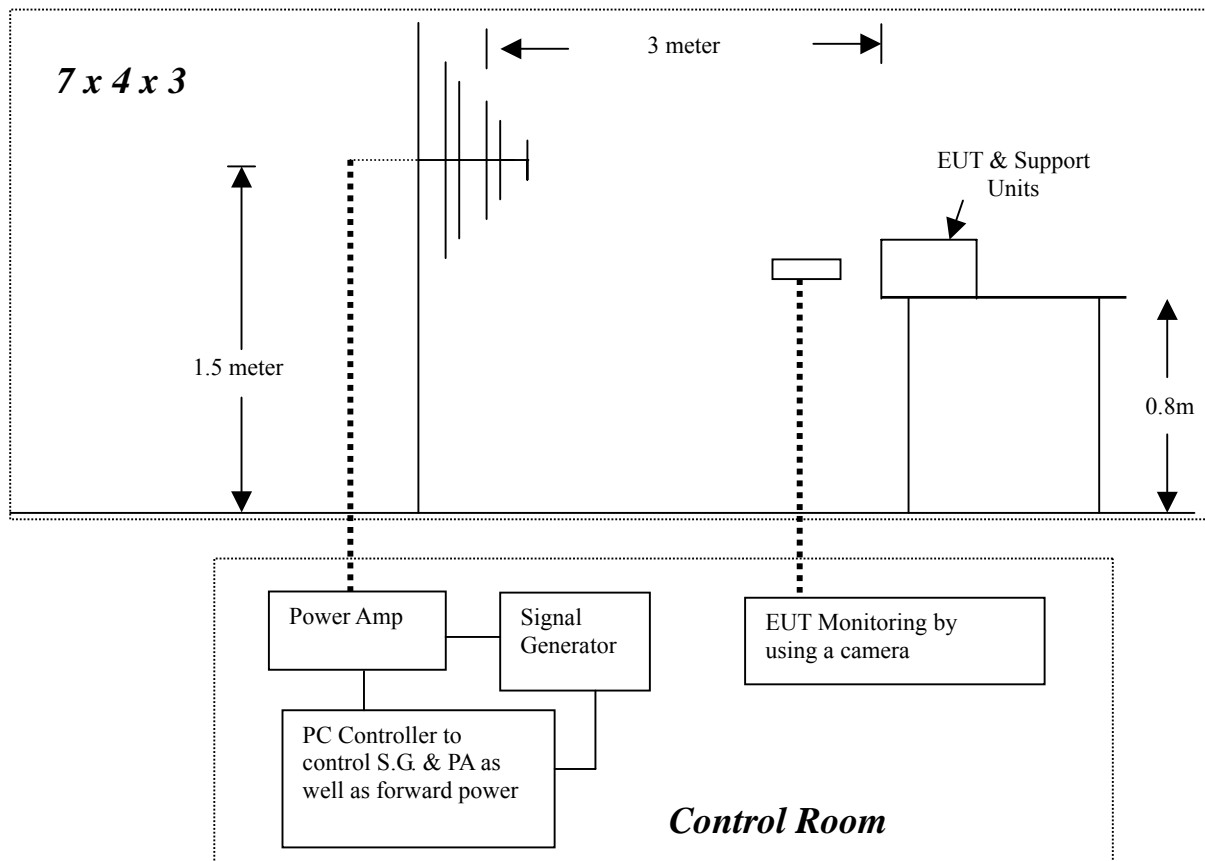 3 meter
7 x 4 x 3
EUT & Support
Units
1.5 meter
0.8m
Power Amp
Signal
Generator
EUT Monitoring by
using a camera
PC Controller to
control S.G. & PA as
well as forward power
Control Room